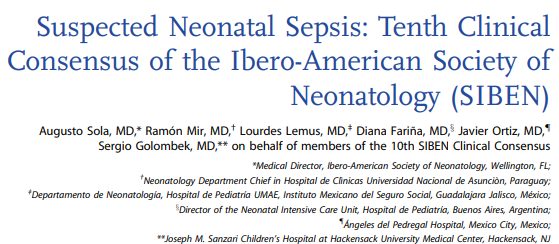 Suspected Neonatal Sepsis: Tenth Clinical
Consensus of the Ibero-American Society of
Neonatology (SIBEN)
Augusto Sola, MD,* Ramón Mir, MD,† Lourdes Lemus, MD,‡ Diana Fariña, MD,§ Javier Ortiz, MD,¶
Sergio Golombek, MD,** on behalf of members of the 10th SIBEN Clinical Consensus
*Medical Director, Ibero-American Society of Neonatology, Wellington, FL;
†Neonatology Department Chief in Hospital de Clinicas Universidad Nacional de Asunciòn, Paraguay;
‡Departamento de Neonatología, Hospital de Pediatría UMAE, Instituto Mexicano del Seguro Social, Guadalajara Jalisco, México;
§Director of the Neonatal Intensive Care Unit, Hospital de Pediatría, Buenos Aires, Argentina;
¶Ángeles del Pedregal Hospital, Mexico City, Mexico;
**Joseph M. Sanzari Children's Hospital at Hackensack University Medical Center, Hackensack, NJ